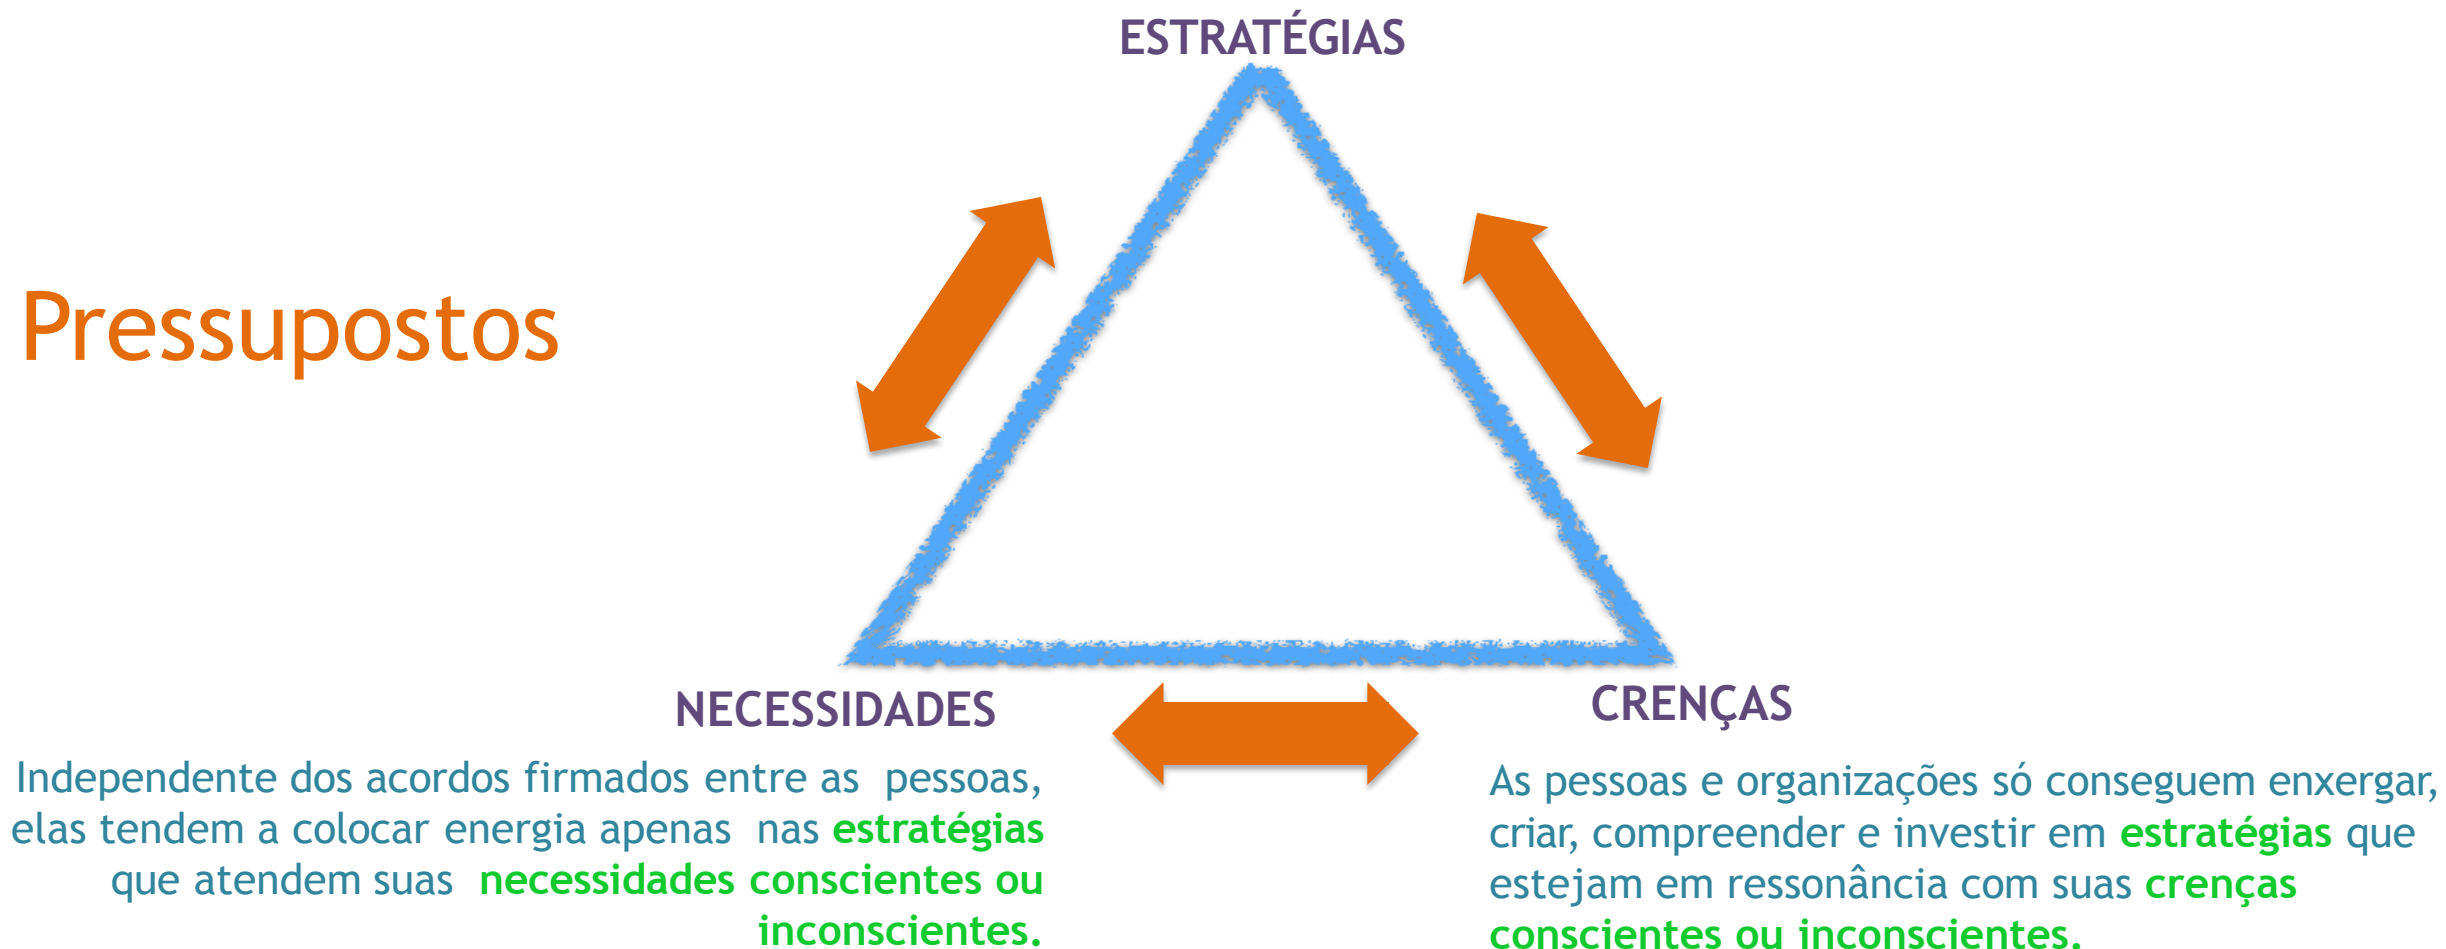 ESTRATÉGIAS
Pressupostos
NECESSIDADES
Independente dos acordos firmados entre as pessoas,
elas tendem a colocar energia apenas nas estratégias
que atendem suas necessidades conscientes ou
inconscientes.
CRENÇAS
As pessoas e organizações só conseguem enxergar,
criar, compreender e investir em estratégias que
estejam em ressonância com suas crenças
conscientes ou inconscientes.